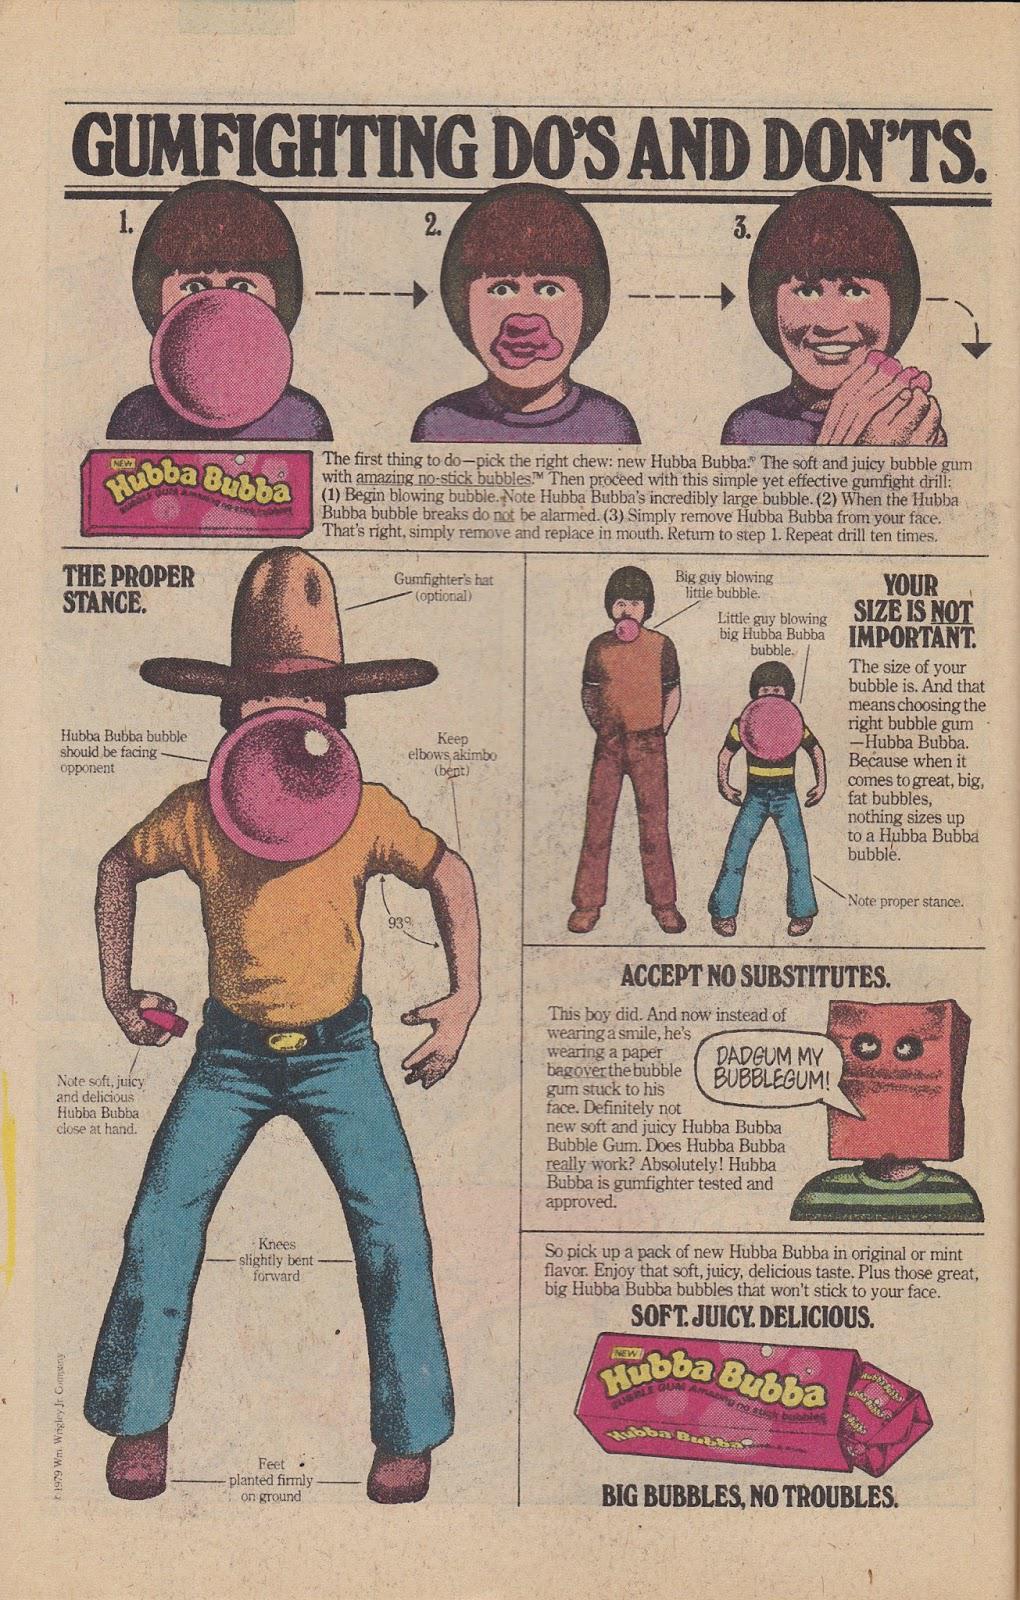 GUMFIGHTING DO'S AND DON'TS.
1.
2.
3.
NEW
Hubba Bubba
BUBBLE GUM Amazing no-stick bubbles
The first thing to do—pick the right chew: new Hubba Bubba.® The soft and juicy bubble gum
with amazing no-stick bubbles.™ Then proceed with this simple yet effective gumfight drill:
(1) Begin blowing bubble. Note Hubba Bubba's incredibly large bubble. (2) When the Hubba
Bubba bubble breaks do not be alarmed. (3) Simply remove Hubba Bubba from your face.
That's right, simply remove and replace in mouth. Return to step 1. Repeat drill ten times.
THE PROPER
STANCE.
Gumfighter's hat
(optional)
Hubba Bubba bubble
should be facing
opponent
Keep
elbows akimbo
(bent)
93°
Note soft, juicy
and delicious
Hubba Bubba
close at hand.
Knees
slightly bent
forward
Feet
planted firmly
on ground
© 1979 Wm. Wrigley Jr. Company
Big guy blowing
little bubble.
Little guy blowing
big Hubba Bubba
bubble.
YOUR
SIZE IS NOT
IMPORTANT.
The size of your
bubble is. And that
means choosing the
right bubble gum
—Hubba Bubba.
Because when it
comes to great, big,
fat bubbles,
nothing sizes up
to a Hubba Bubba
bubble.
Note proper stance.
ACCEPT NO SUBSTITUTES.
This boy did. And now instead of
wearing a smile, he's
wearing a paper
bag over the bubble
gum stuck to his
face. Definitely not
new soft and juicy Hubba Bubba
Bubble Gum. Does Hubba Bubba
really work? Absolutely! Hubba
Bubba is gumfighter tested and
approved.
DADGUM MY
BUBBLEGUM!
So pick up a pack of new Hubba Bubba in original or mint
flavor. Enjoy that soft, juicy, delicious taste. Plus those great,
big Hubba Bubba bubbles that won't stick to your face.
SOFT. JUICY. DELICIOUS.
NEW
Hubba Bubba
BUBBLE GUM Amazing no stick bubbles
Hubba Bubba
BIG BUBBLES, NO TROUBLES.